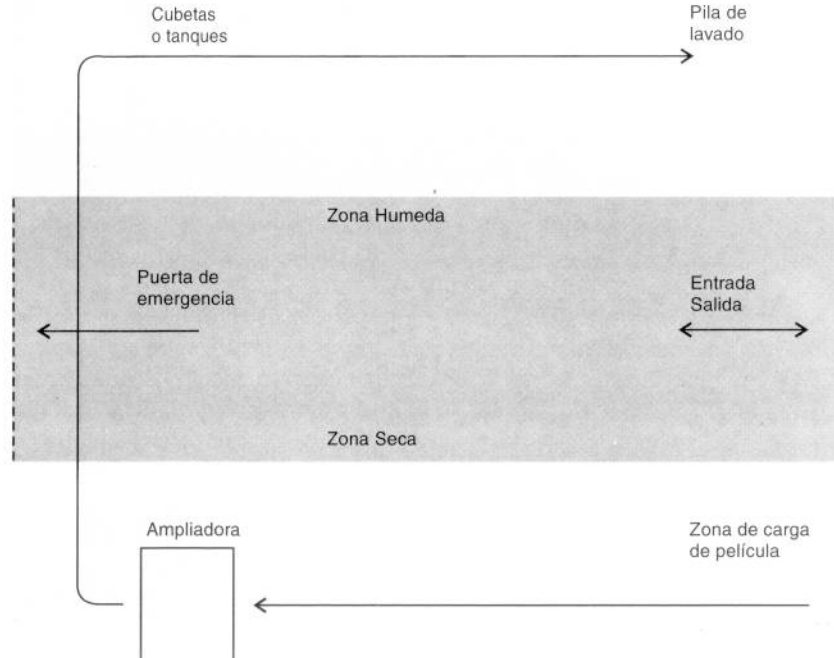 Cubetas
o tanques
Pila de
lavado
Zona Humeda
Puerta de
emergencia
Entrada
Salida
Zona Seca
Ampliadora
Zona de carga
de película